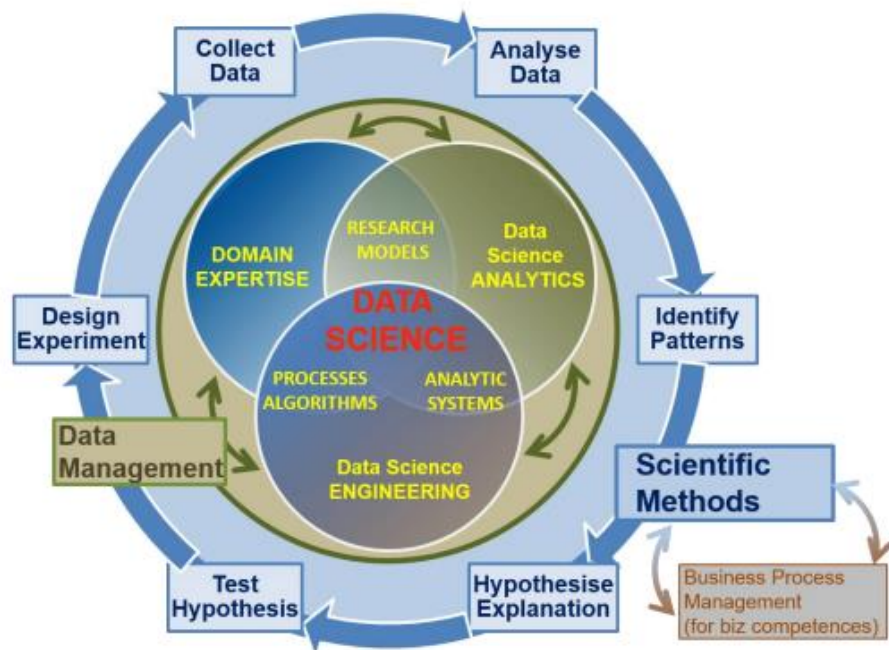 Collect
Data
Analyse
Data
RESEARCH
MODELS
DOMAIN
EXPERTISE
Data
Science
ANALYTICS
DATA
SCIENCE
Design
Experiment
Identify
Patterns
PROCESSES
ALGORITHMS
ANALYTIC
SYSTEMS
Data
Management
Data Science
ENGINEERING
Scientific
Methods
Test
Hypothesis
Hypothesise
Explanation
Business Process
Management
(for biz competences)